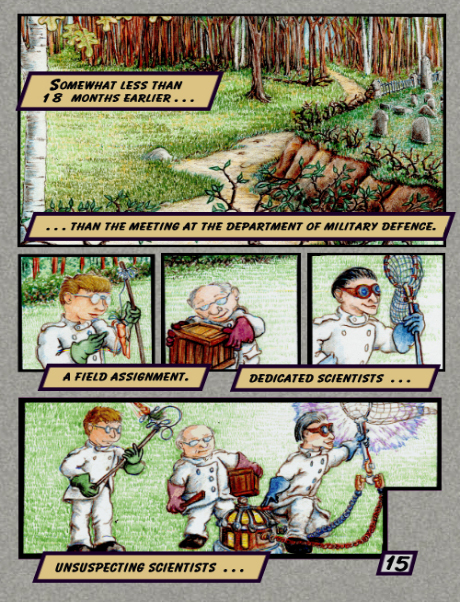 SOMEWHAT LESS THAN
18 MONTHS EARLIER . . .
. . . THAN THE MEETING AT THE DEPARTMENT OF MILITARY DEFENCE.
A FIELD ASSIGNMENT.
DEDICATED SCIENTISTS . . .
UNSUSPECTING SCIENTISTS . . .
15